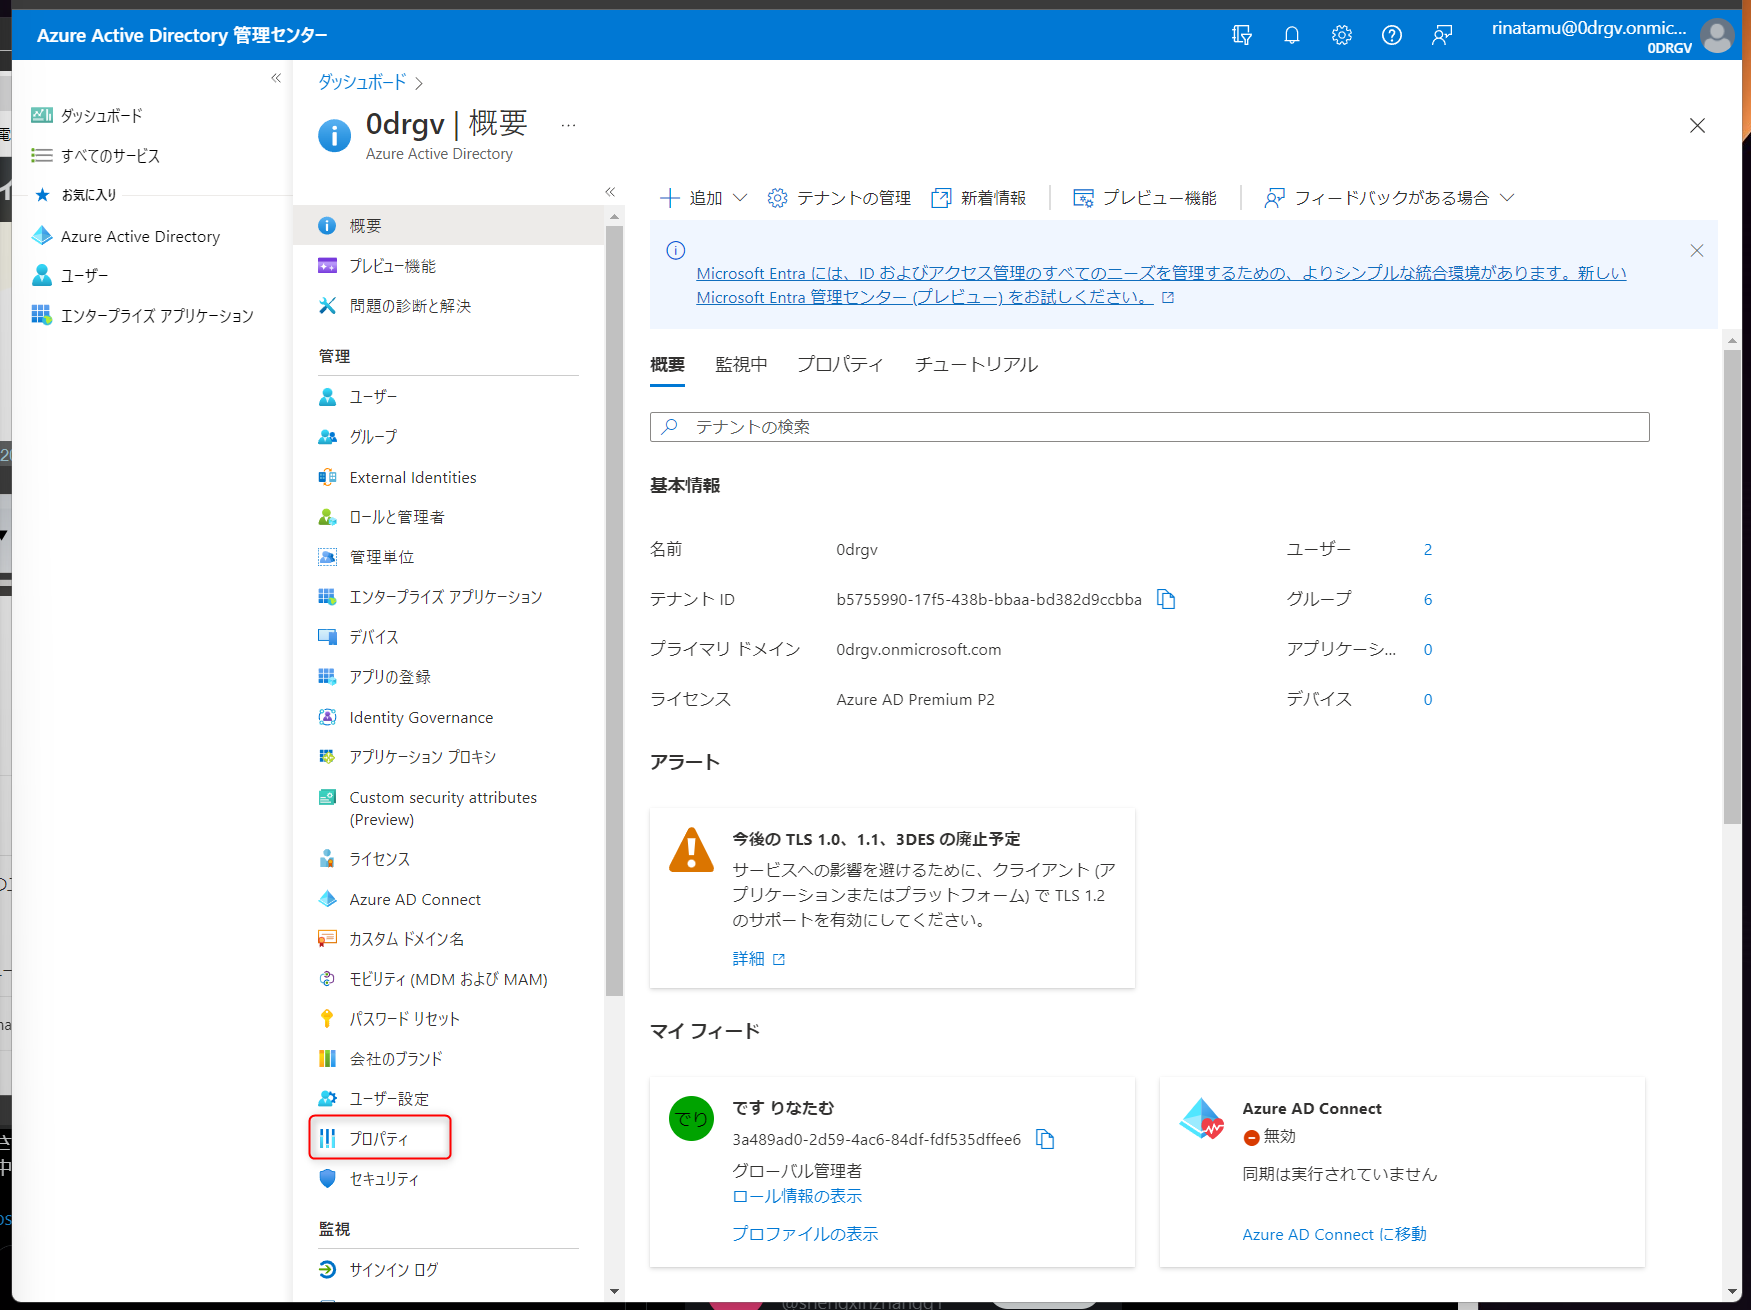 Azure Active Directory 管理センター
rinatamu@0drgv.onmic...
0DRGV
ダッシュボード
すべてのサービス
お気に入り
Azure Active Directory
ユーザー
エンタープライズ アプリケーション
ダッシュボード
0drgv | 概要
...
Azure Active Directory
概要
プレビュー機能
問題の診断と解決
管理
ユーザー
グループ
External Identities
ロールと管理者
管理単位
エンタープライズ アプリケーション
デバイス
アプリの登録
Identity Governance
アプリケーション プロキシ
Custom security attributes
(Preview)
ライセンス
Azure AD Connect
カスタム ドメイン名
モビリティ (MDM および MAM)
パスワード リセット
会社のブランド
ユーザー設定
プロパティ
セキュリティ
監視
サインイン ログ
追加
テナントの管理
新着情報
プレビュー機能
フィードバックがある場合
Microsoft Entra には、ID およびアクセス管理のすべてのニーズを管理するための、よりシンプルな統合環境があります。新しい
Microsoft Entra 管理センター (プレビュー) をお試しください。
概要 監視中 プロパティ チュートリアル
テナントの検索
基本情報
名前 0drgv ユーザー 2
テナント ID b5755990-17f5-438b-bbaa-bd382d9ccbba グループ 6
プライマリ ドメイン 0drgv.onmicrosoft.com アプリケーシ... 0
ライセンス Azure AD Premium P2 デバイス 0
アラート
今後の TLS 1.0、1.1、3DES の廃止予定
サービスへの影響を避けるために、クライアント (ア
プリケーションまたはプラットフォーム) で TLS 1.2
のサポートを有効にしてください。
詳細
マイ フィード
でり
です りなたむ
3a489ad0-2d59-4ac6-84df-fdf535dffee6
グローバル管理者
ロール情報の表示
プロファイルの表示
Azure AD Connect
無効
同期は実行されていません
Azure AD Connect に移動